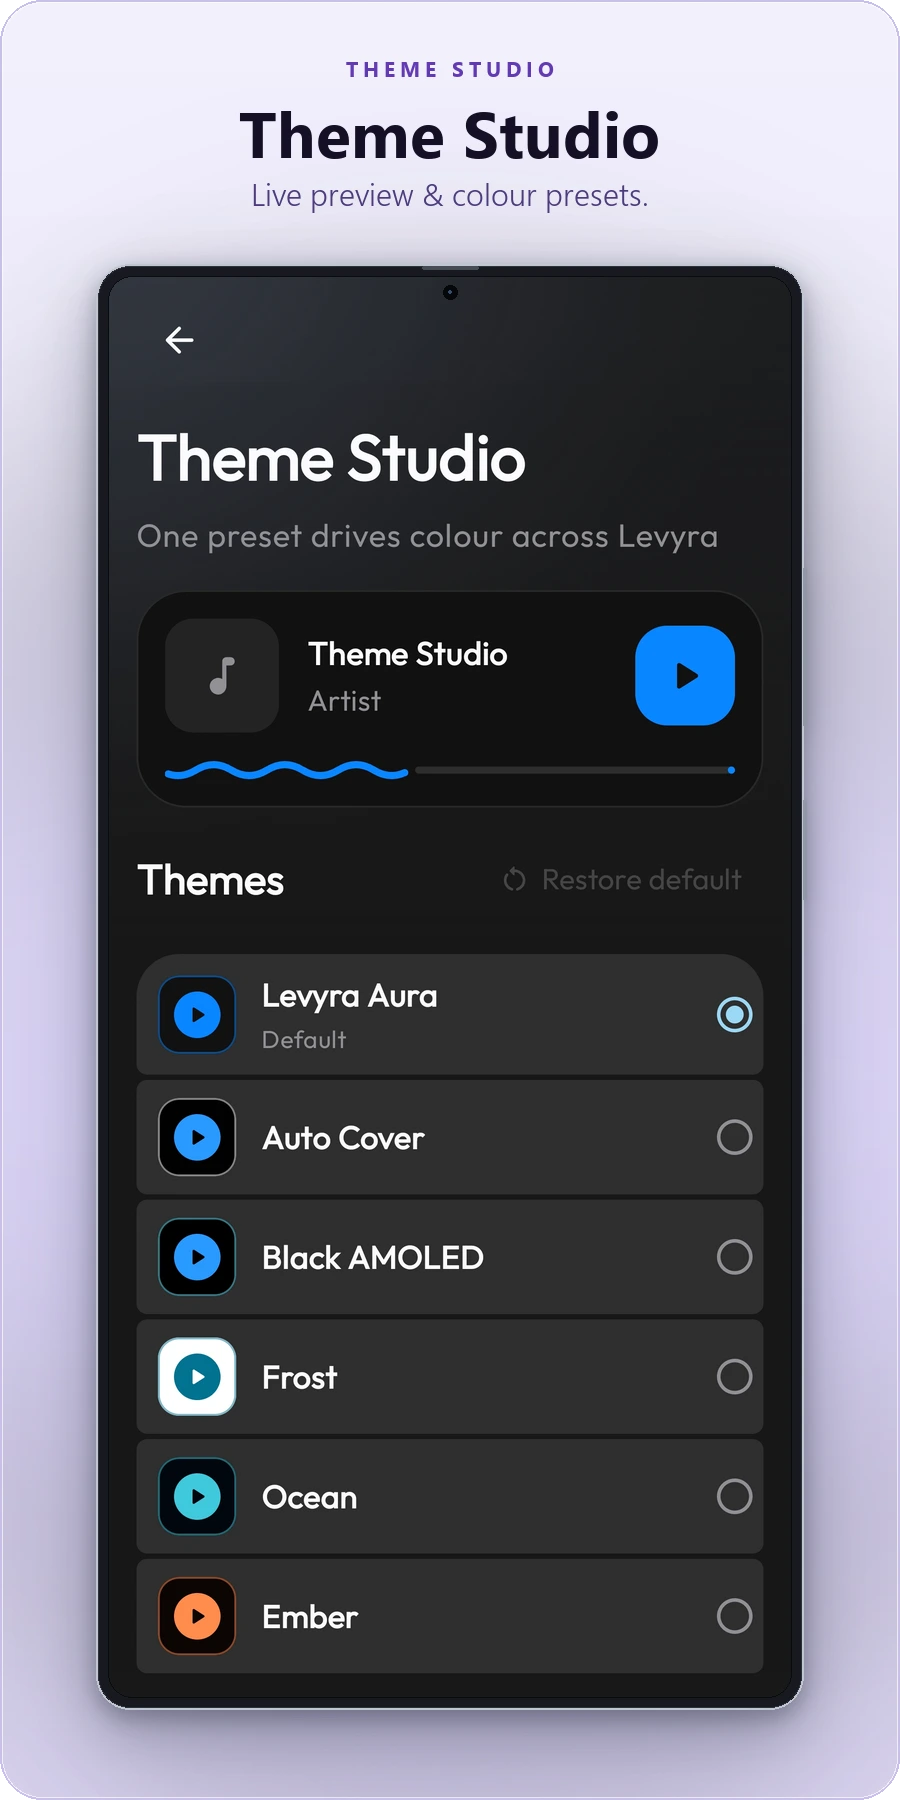 THEME STUDIO
Theme Studio
Live preview & colour presets.
Theme Studio
One preset drives colour across Levyra
Theme Studio
Artist
Themes
Restore default
Levyra Aura
Default
Auto Cover
Black AMOLED
Frost
Ocean
Ember